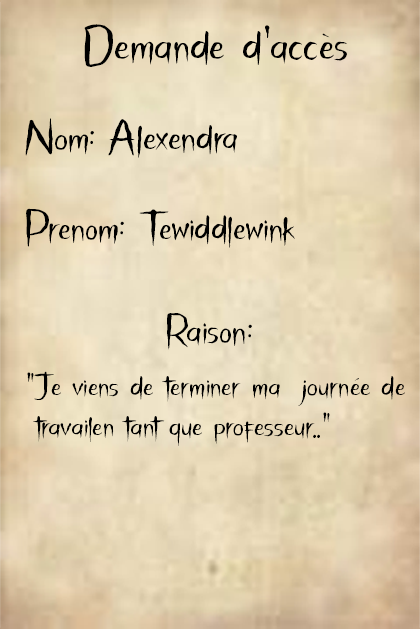 Demande d'accès
Nom: Alexendra
Prenom: Tewiddlewink
Raison:
"Je viens de terminer ma journée de
travailen tant que professeur.."